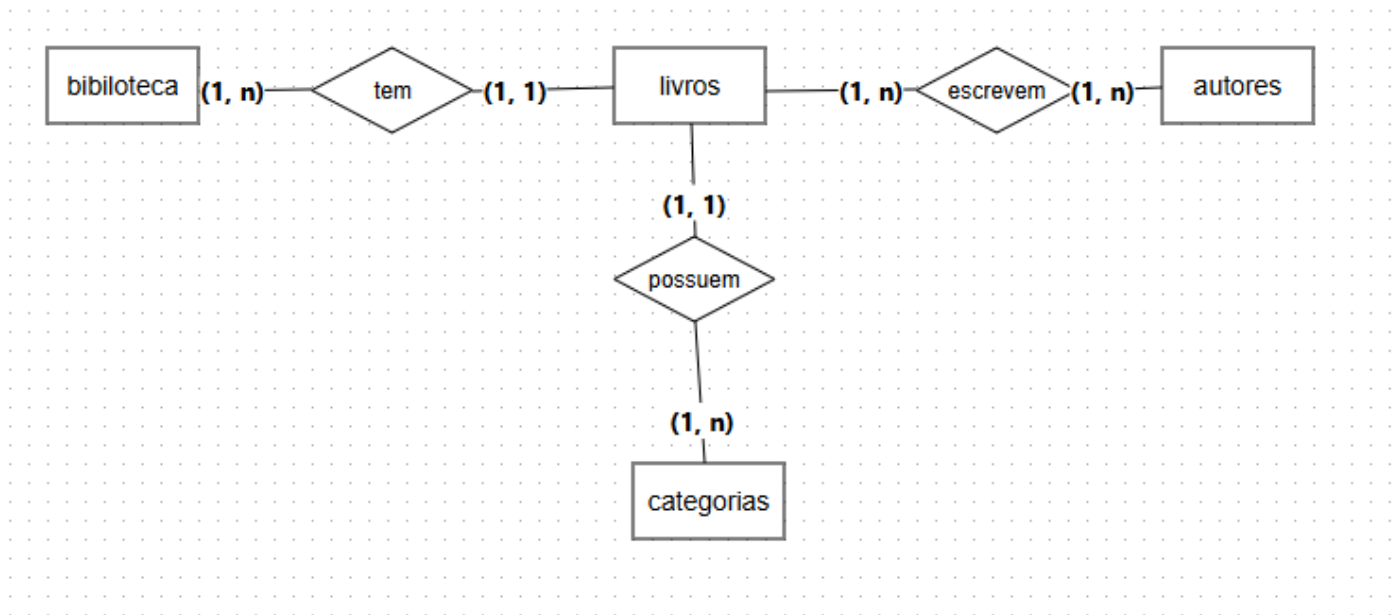 bibiloteca (1, n) tem (1, 1) livros (1, n) escrevem (1, n) autores
(1, 1)
possuem
(1, n)
categorias